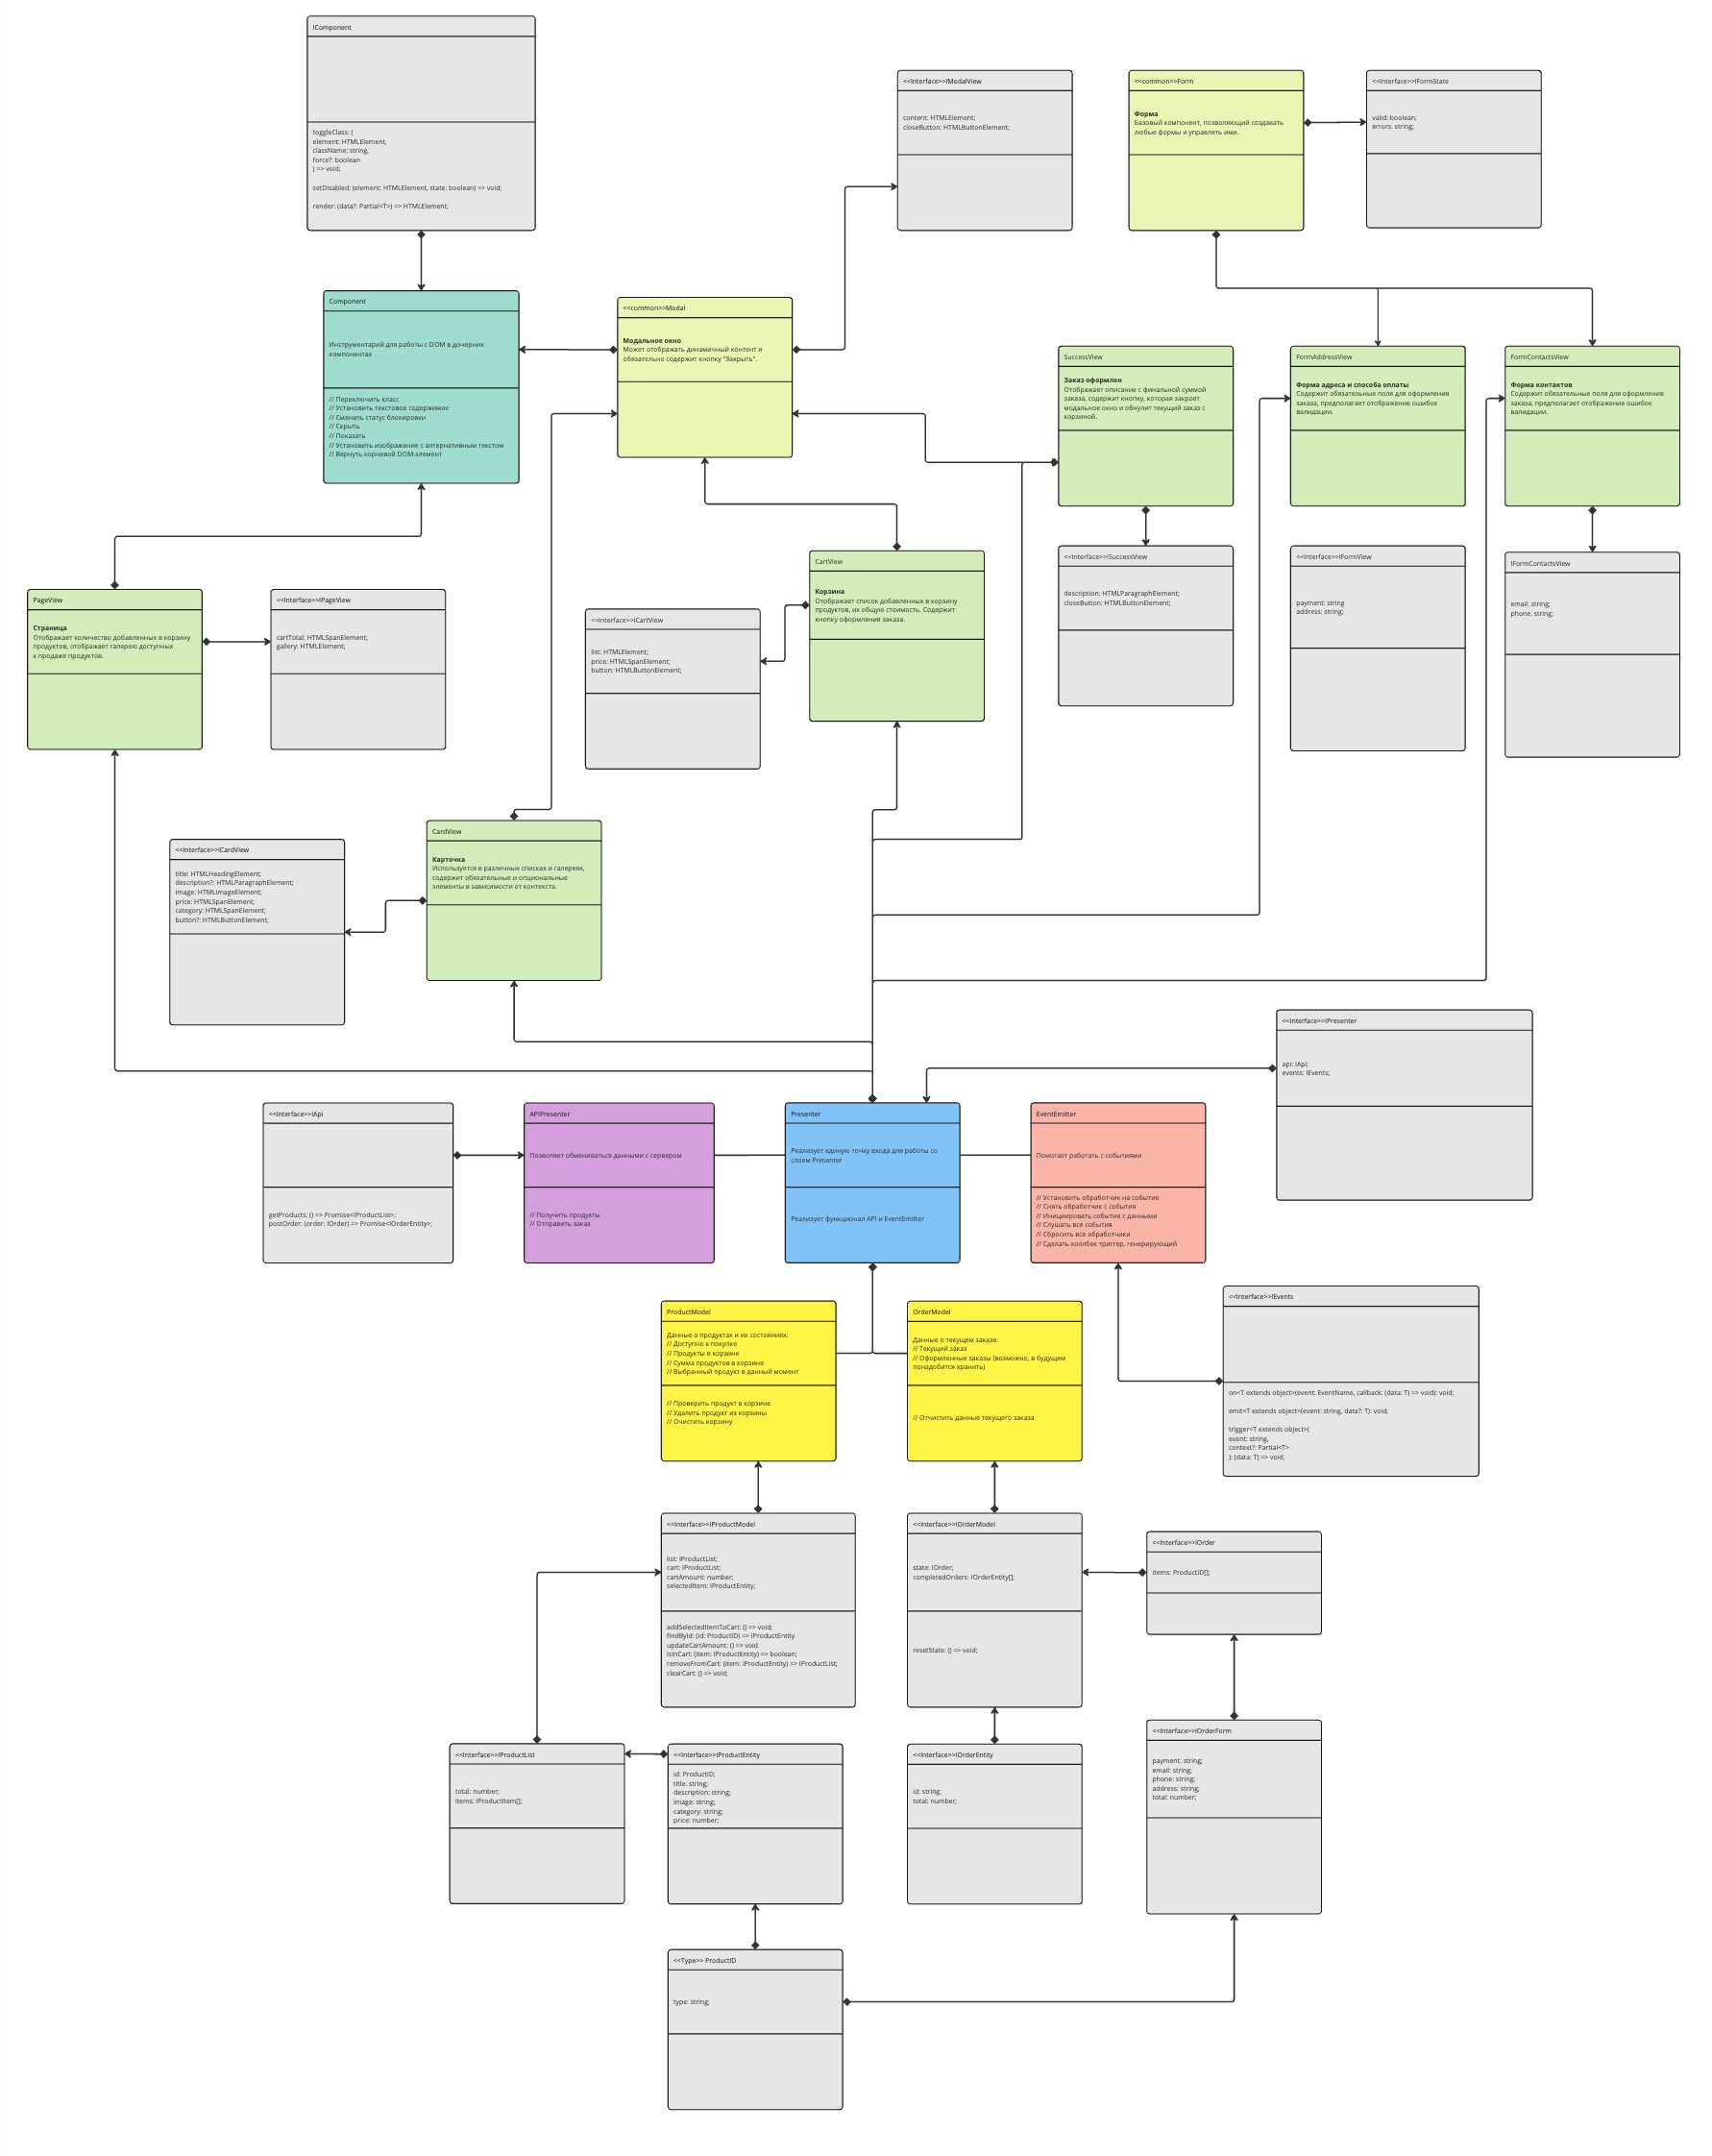 IComponent
toggleClass: (
element: HTMLElement,
className: string,
force?: boolean
) => void;
setDisabled: (element: HTMLElement, state: boolean) => void;
render: (data?: Partial<T>) => HTMLElement;
<<Interface>>IModalView
content: HTMLElement;
closeButton: HTMLButtonElement;
<<common>>Form
Форма
Базовый компонент, позволяющий создавать
любые формы и управлять ими.
<<Interface>>IFormState
valid: boolean;
errors: string;
Component
Инструментарий для работы с DOM в дочерних
компонентах
// Переключить класс
// Установить текстовое содержимое
// Сменить статус блокировки
// Скрыть
// Показать
// Установить изображение с алтернативным текстом
// Вернуть корневой DOM-элемент
<<common>>Modal
Модальное окно
Может отображать динамичный контент и
обязательно содержит кнопку "Закрыть".
SuccessView
Заказ оформлен
Отображает описание с финальной суммой
заказа, содержит кнопку, которая закроет
модальное окно и обнулит текущий заказ с
корзиной.
FormAddressView
Форма адреса и способа оплаты
Содержит обязательные поля для оформления
заказа, предполагает отображение ошибок
валидации.
FormContactsView
Форма контактов
Содержит обязательные поля для оформления
заказа, предполагает отображение ошибок
валидации.
PageView
Страница
Отображает количество добавленных в корзину
продуктов, отображает галерею доступных
к продаже продуктов.
<<Interface>>IPageView
cartTotal: HTMLSpanElement;
gallery: HTMLElement;
<<Interface>>ICartView
list: HTMLElement;
price: HTMLSpanElement;
button: HTMLButtonElement;
CartView
Корзина
Отображает список добавленных в корзину
продуктов, их общую стоимость. Содержит
кнопку оформления заказа.
<<Interface>>ISuccessView
description: HTMLParagraphElement;
closeButton: HTMLButtonElement;
<<Interface>>IFormView
payment: string
address: string;
IFormContactsView
email: string;
phone: string;
<<Interface>>ICardView
title: HTMLHeadingElement;
description?: HTMLParagraphElement;
image: HTMLImageElement;
price: HTMLSpanElement;
category: HTMLSpanElement;
button?: HTMLButtonElement;
CardView
Карточка
Используется в различных списках и галереях,
содержит обязательные и опциональные
элементы в зависимости от контекста.
<<Interface>>IPresenter
api: IApi;
events: IEvents;
<<Interface>>IApi
getProducts: () => Promise<IProductList>;
postOrder: (order: IOrder) => Promise<IOrderEntity>;
APIPresenter
Позволяет обмениваться данными с сервером
// Получить продукты
// Отправить заказ
Presenter
Реализует единую точку входа для работы со
слоем Presenter
Реализует функционал API и EventEmitter
EventEmitter
Помогает работать с событиями
// Установить обработчик на событие
// Снять обработчик с события
// Инициировать событие с данными
// Слушать все события
// Сбросить все обработчики
// Сделать коллбек триггер, генерирующий
ProductModel
Данные о продуктах и их состояниях:
// Доступно к покупке
// Продукты в корзине
// Сумма продуктов в корзине
// Выбранный продукт в данный момент
// Проверить продукт в корзине
// Удалить продукт из корзины
// Очистить корзину
OrderModel
Данные о текущем заказе:
// Текущий заказ
// Оформленные заказы (возможно, в будущем
понадобится хранить)
// Отчистить данные текущего заказа
<<Interface>>IEvents
on<T extends object>(event: EventName, callback: (data: T) => void): void;
emit<T extends object>(event: string, data?: T): void;
trigger<T extends object>(
event: string,
context?: Partial<T>
): (data: T) => void;
<<Interface>>IProductModel
list: IProductList;
cart: IProductList;
cartAmount: number;
selectedItem: IProductEntity;
addSelectedItemToCart: () => void;
findById: (id: ProductID) => IProductEntity
updateCartAmount: () => void
isInCart: (item: IProductEntity) => boolean;
removeFromCart: (item: IProductEntity) => IProductList;
clearCart: () => void;
<<Interface>>IOrderModel
state: IOrder;
completedOrders: IOrderEntity[];
resetState: () => void;
<<Interface>>IOrder
items: ProductID[];
<<Interface>>IProductList
total: number;
items: IProductItem[];
<<Interface>>IProductEntity
id: ProductID;
title: string;
description: string;
image: string;
category: string;
price: number;
<<Interface>>IOrderEntity
id: string;
total: number;
<<Interface>>IOrderForm
payment: string;
email: string;
phone: string;
address: string;
total: number;
<<Type>> ProductID
type: string;